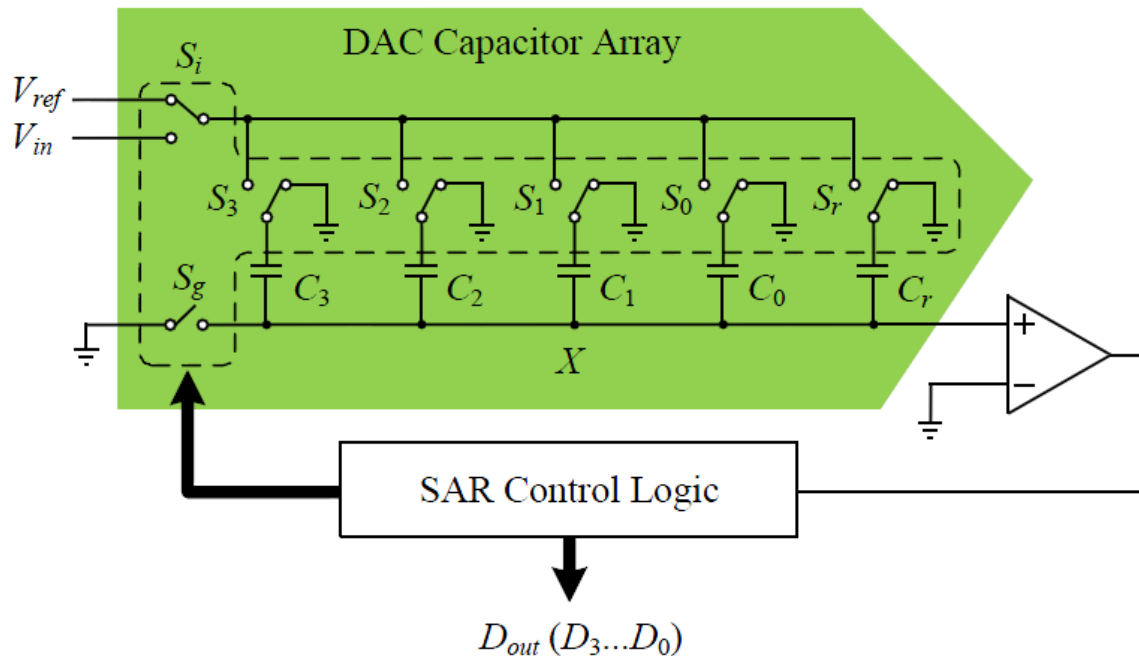 DAC Capacitor Array
S_i
V_ref
V_in
S_3 S_2 S_1 S_0 S_r
S_g C_3 C_2 C_1 C_0 C_r
X
+
−
SAR Control Logic
D_out (D_3...D_0)